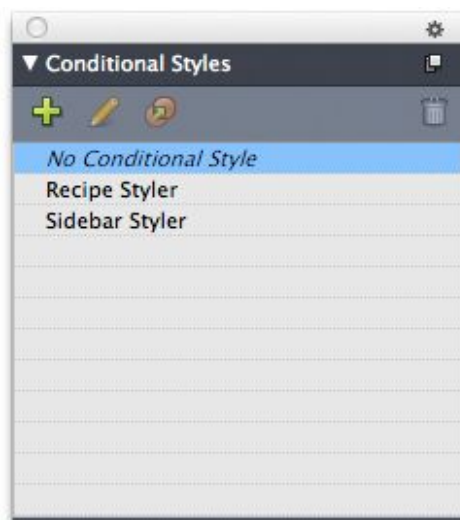 Conditional Styles
No Conditional Style
Recipe Styler
Sidebar Styler